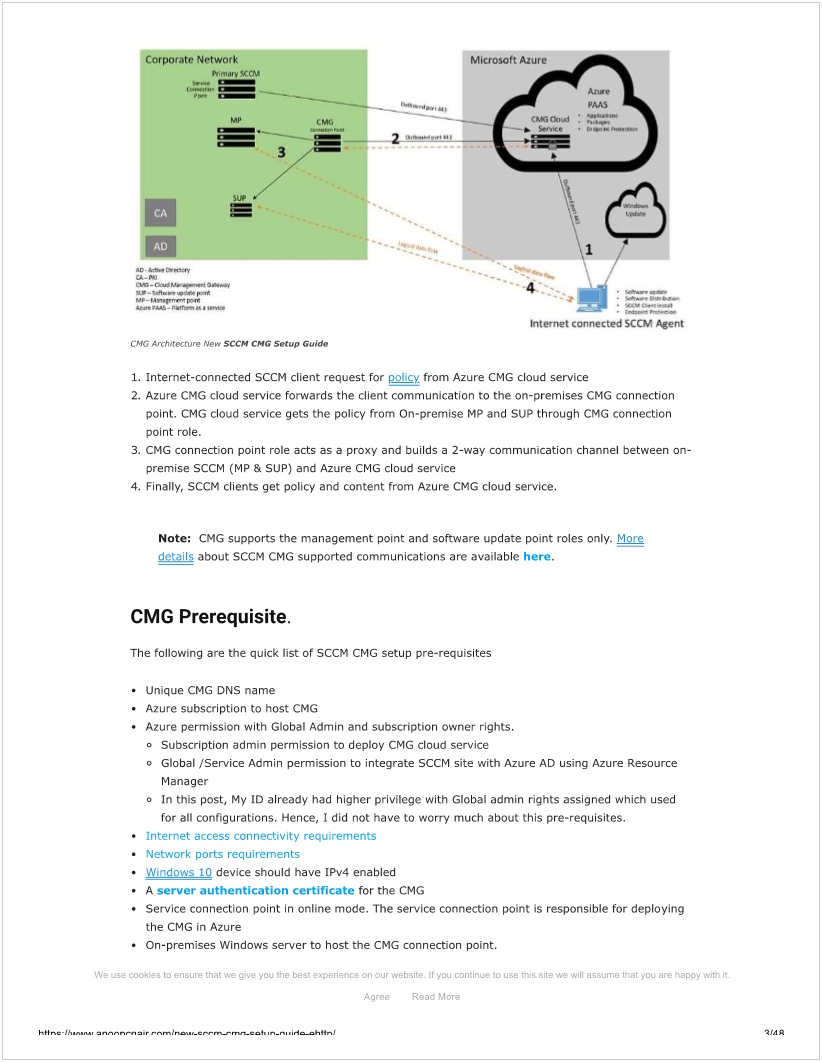 Corporate Network
Microsoft Azure
Primary SCCM
Service
Connection
Point
Outbound port 443
Azure
PAAS
• Applications
• Packages
• Endpoint Protection
CMG Cloud
Service
MP
CMG
Connection Point
2 Outbound port 443
3
SUP
CA
AD
Outbound port 443
Windows
Update
1
Logical data flow
Logical data flow
4
AD - Active Directory
CA – PKI
CMG – Cloud Management Gateway
SUP – Software update point
MP – Management point
Azure PAAS – Platform as a service
• Software update
• Software Distribution
• SCCM Client Install
• Endpoint Protection
Internet connected SCCM Agent
CMG Architecture New SCCM CMG Setup Guide
1. Internet-connected SCCM client request for policy from Azure CMG cloud service
2. Azure CMG cloud service forwards the client communication to the on-premises CMG connection
point. CMG cloud service gets the policy from On-premise MP and SUP through CMG connection
point role.
3. CMG connection point role acts as a proxy and builds a 2-way communication channel between on-
premise SCCM (MP & SUP) and Azure CMG cloud service
4. Finally, SCCM clients get policy and content from Azure CMG cloud service.
Note: CMG supports the management point and software update point roles only. More
details about SCCM CMG supported communications are available here.
CMG Prerequisite.
The following are the quick list of SCCM CMG setup pre-requisites
• Unique CMG DNS name
• Azure subscription to host CMG
• Azure permission with Global Admin and subscription owner rights.
◦ Subscription admin permission to deploy CMG cloud service
◦ Global /Service Admin permission to integrate SCCM site with Azure AD using Azure Resource
Manager
◦ In this post, My ID already had higher privilege with Global admin rights assigned which used
for all configurations. Hence, I did not have to worry much about this pre-requisites.
• Internet access connectivity requirements
• Network ports requirements
• Windows 10 device should have IPv4 enabled
• A server authentication certificate for the CMG
• Service connection point in online mode. The service connection point is responsible for deploying
the CMG in Azure
• On-premises Windows server to host the CMG connection point.
We use cookies to ensure that we give you the best experience on our website. If you continue to use this site we will assume that you are happy with it.
Agree Read More
https://www.anoopcnair.com/new-sccm-cmg-setup-guide-ehttp/
3/48